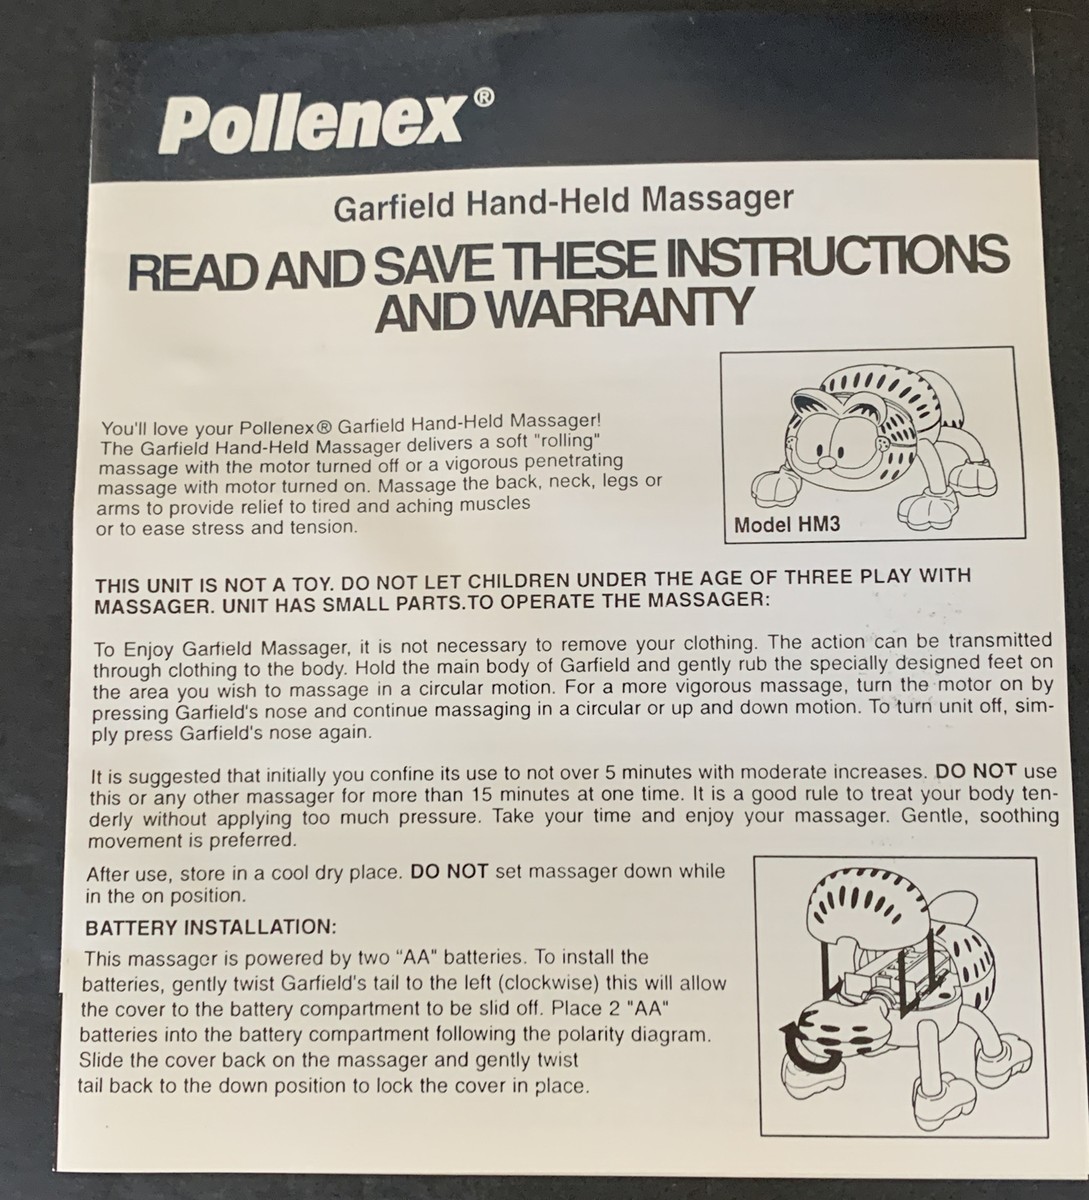 Pollenex®
Garfield Hand-Held Massager
READ AND SAVE THESE INSTRUCTIONS
AND WARRANTY
You'll love your Pollenex® Garfield Hand-Held Massager!
The Garfield Hand-Held Massager delivers a soft "rolling"
massage with the motor turned off or a vigorous penetrating
massage with motor turned on. Massage the back, neck, legs or
arms to provide relief to tired and aching muscles
or to ease stress and tension.
Model HM3
THIS UNIT IS NOT A TOY. DO NOT LET CHILDREN UNDER THE AGE OF THREE PLAY WITH
MASSAGER. UNIT HAS SMALL PARTS.TO OPERATE THE MASSAGER:
To Enjoy Garfield Massager, it is not necessary to remove your clothing. The action can be transmitted
through clothing to the body. Hold the main body of Garfield and gently rub the specially designed feet on
the area you wish to massage in a circular motion. For a more vigorous massage, turn the motor on by
pressing Garfield's nose and continue massaging in a circular or up and down motion. To turn unit off, sim-
ply press Garfield's nose again.
It is suggested that initially you confine its use to not over 5 minutes with moderate increases. DO NOT use
this or any other massager for more than 15 minutes at one time. It is a good rule to treat your body ten-
derly without applying too much pressure. Take your time and enjoy your massager. Gentle, soothing
movement is preferred.
After use, store in a cool dry place. DO NOT set massager down while
in the on position.
BATTERY INSTALLATION:
This massager is powered by two "AA" batteries. To install the
batteries, gently twist Garfield's tail to the left (clockwise) this will allow
the cover to the battery compartment to be slid off. Place 2 "AA"
batteries into the battery compartment following the polarity diagram.
Slide the cover back on the massager and gently twist
tail back to the down position to lock the cover in place.